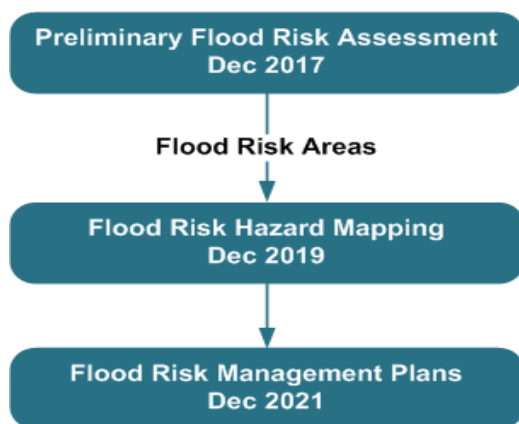 Preliminary Flood Risk Assessment
Dec 2017
Flood Risk Areas
Flood Risk Hazard Mapping
Dec 2019
Flood Risk Management Plans
Dec 2021